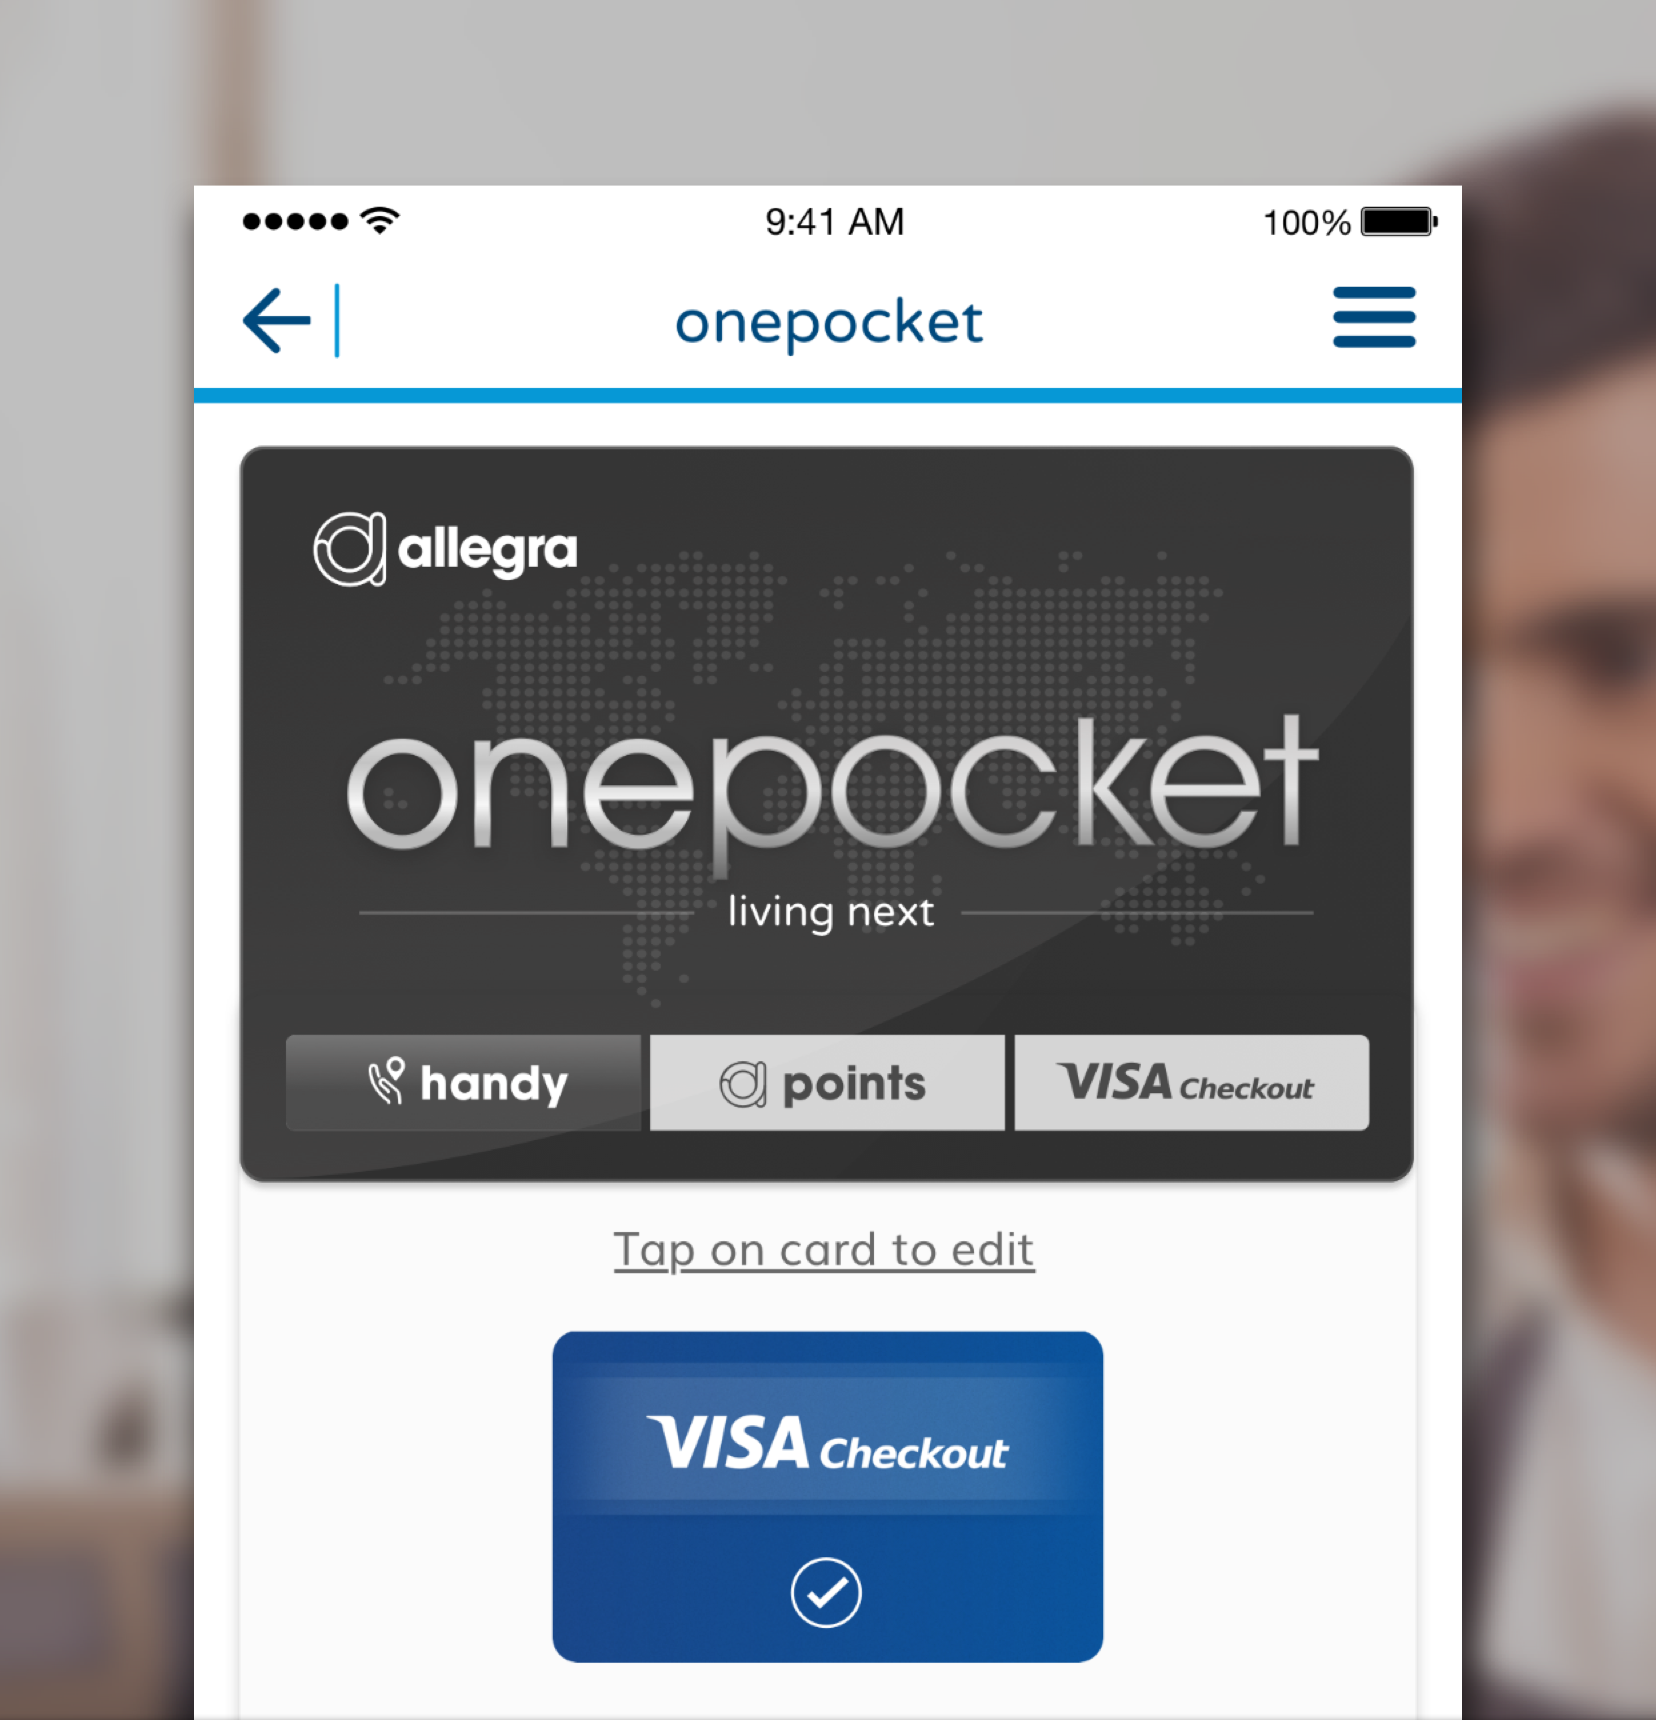 9:41 AM 100%
onepocket
allegra
onepocket
living next
handy points VISA Checkout
Tap on card to edit
VISA Checkout